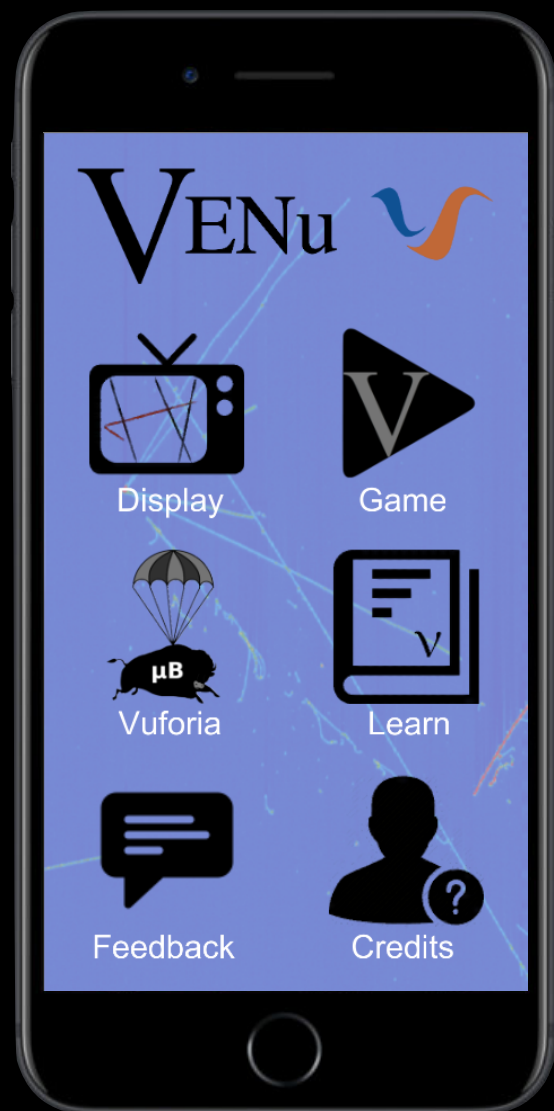 VENu
V
Display
Game
µB
ν
Vuforia
Learn
?
Feedback
Credits